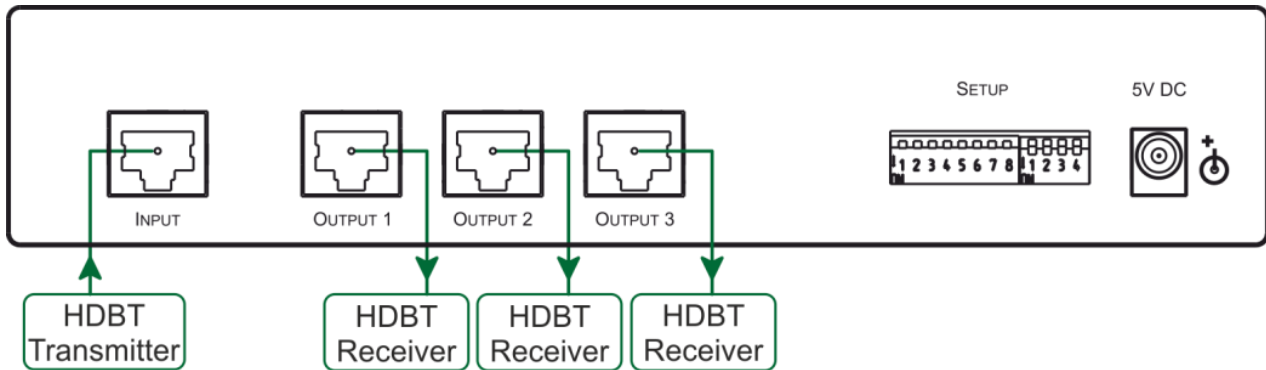 SETUP
5V DC
1 2 3 4 5 6 7 8 1 2 3 4
INPUT
OUTPUT 1
OUTPUT 2
OUTPUT 3
HDBT
Transmitter
HDBT
Receiver
HDBT
Receiver
HDBT
Receiver